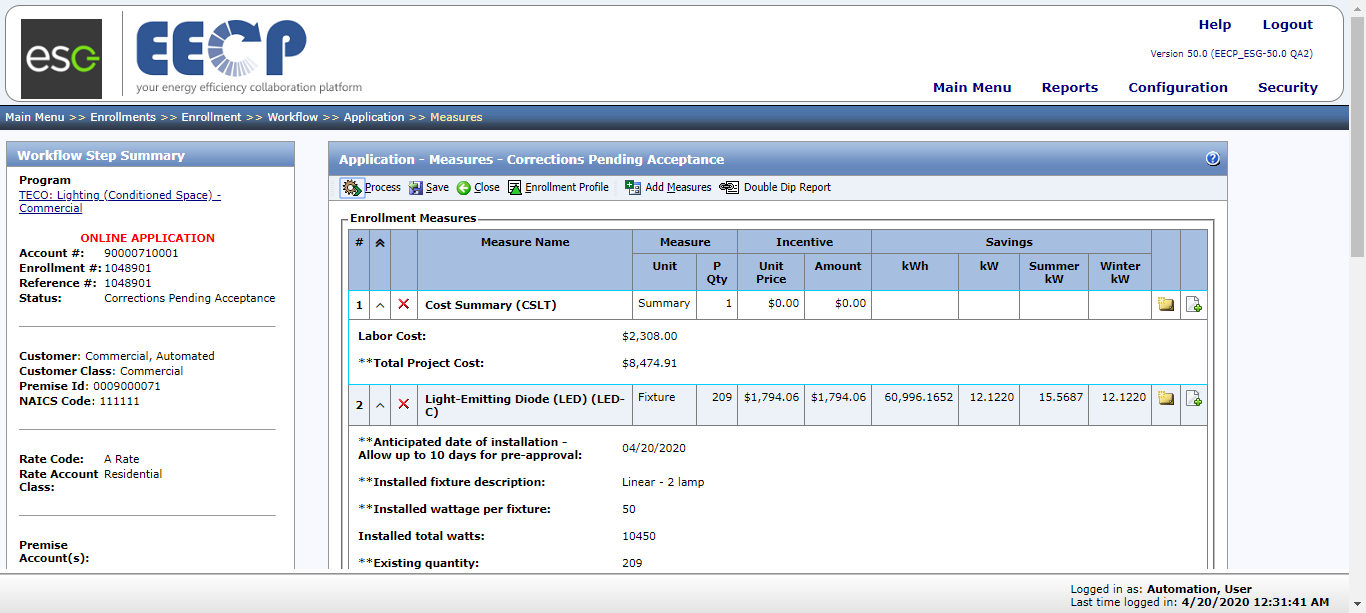 esc
EECP
your energy efficiency collaboration platform
Help Logout
Version 50.0 (EECP_ESG-50.0 QA2)
Main Menu Reports Configuration Security
Main Menu >> Enrollments >> Enrollment >> Workflow >> Application >> Measures
Workflow Step Summary
Program
TECO: Lighting (Conditioned Space) -
Commercial
ONLINE APPLICATION
Account #: 90000710001
Enrollment #: 1048901
Reference #: 1048901
Status: Corrections Pending Acceptance
Customer: Commercial, Automated
Customer Class: Commercial
Premise Id: 0009000071
NAICS Code: 111111
Rate Code: A Rate
Rate Account Residential
Class:
Premise
Account(s):
Application - Measures - Corrections Pending Acceptance
Process Save Close Enrollment Profile Add Measures Double Dip Report
Enrollment Measures
# Measure Name Measure Incentive Savings
Unit P Qty Unit Price Amount kWh kW Summer kW Winter kW
1 Cost Summary (CSLT) Summary 1 $0.00 $0.00
Labor Cost: $2,308.00
**Total Project Cost: $8,474.91
2 Light-Emitting Diode (LED) (LED-C) Fixture 209 $1,794.06 $1,794.06 60,996.1652 12.1220 15.5687 12.1220
**Anticipated date of installation -
Allow up to 10 days for pre-approval: 04/20/2020
**Installed fixture description: Linear - 2 lamp
**Installed wattage per fixture: 50
Installed total watts: 10450
**Existing quantity: 209
Logged in as: Automation, User
Last time logged in: 4/20/2020 12:31:41 AM